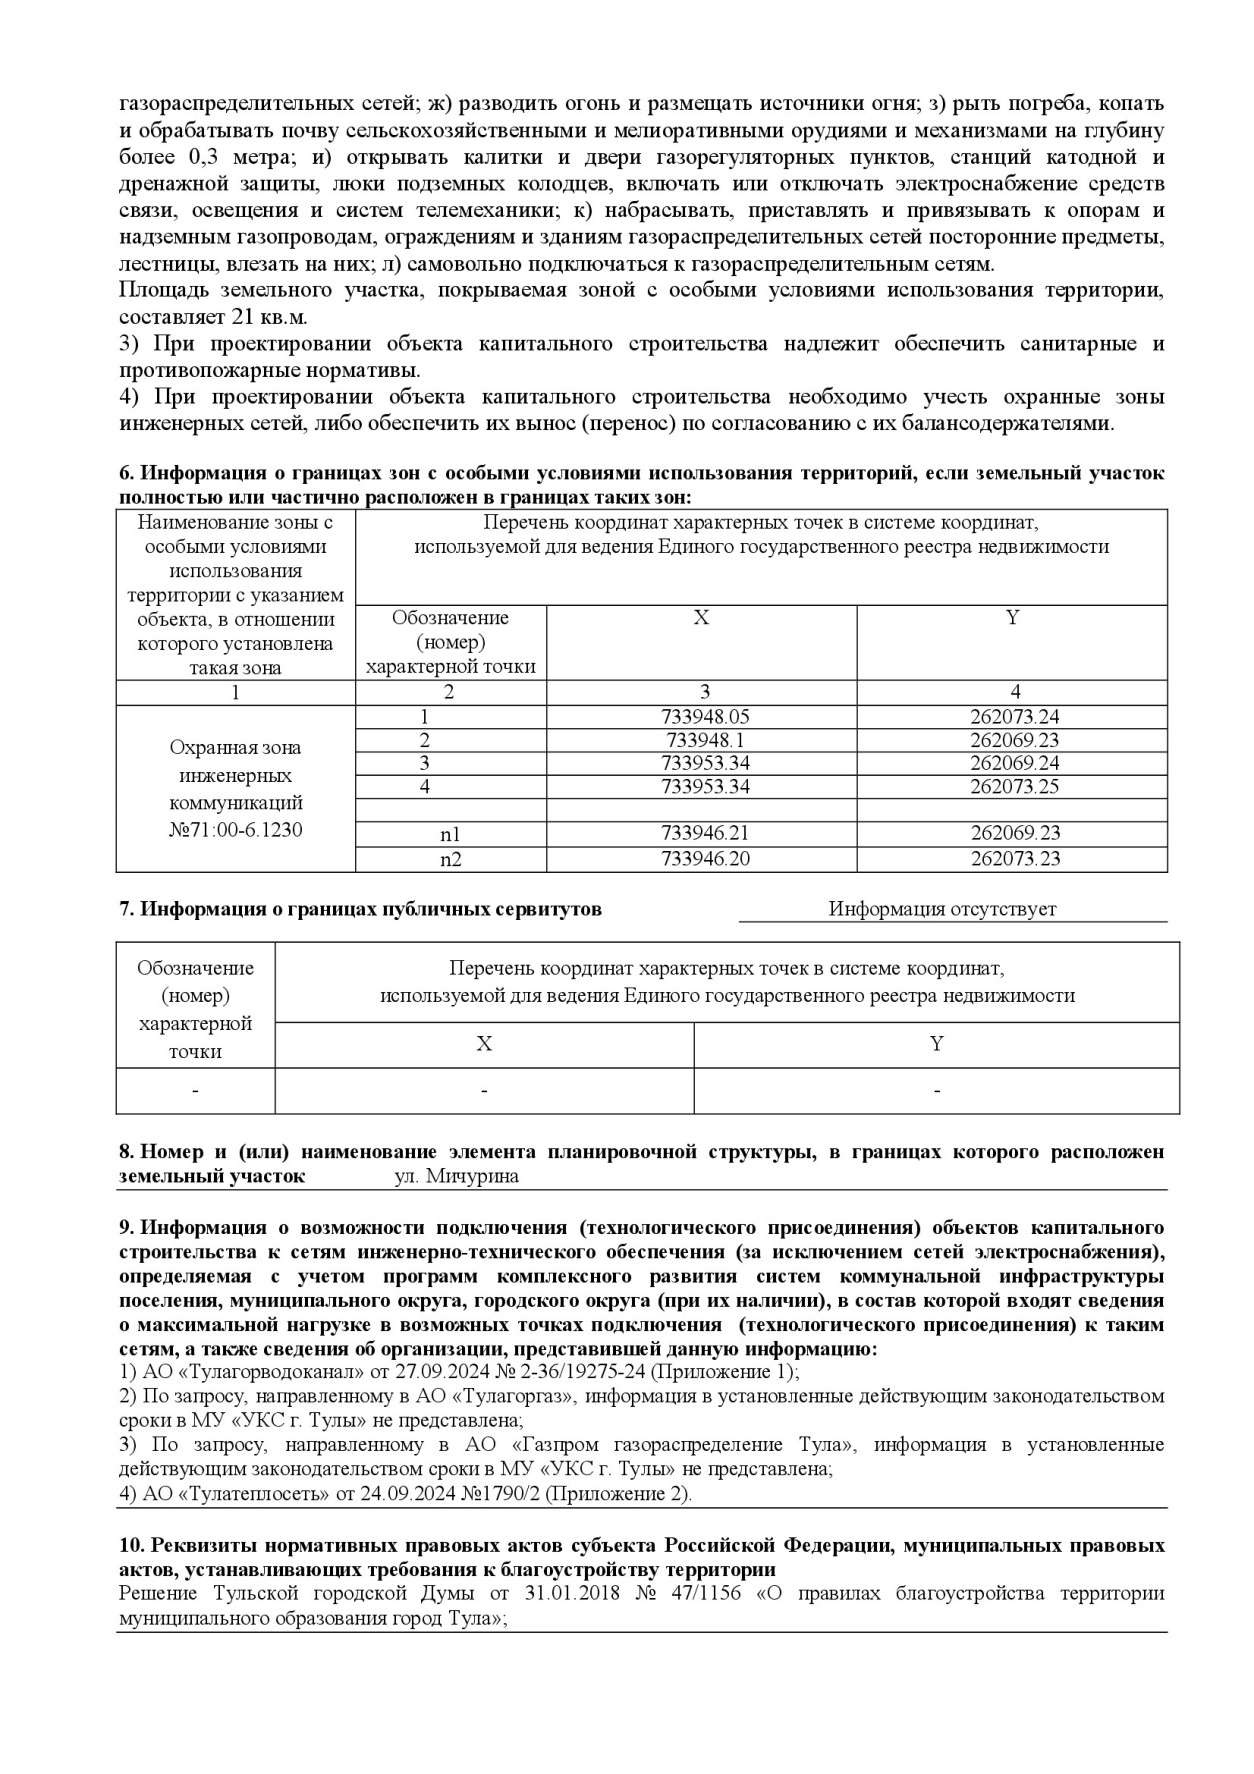 газораспределительных сетей; ж) разводить огонь и размещать источники огня; з) рыть погреба, копать
и обрабатывать почву сельскохозяйственными и мелиоративными орудиями и механизмами на глубину
более 0,3 метра; и) открывать калитки и двери газорегуляторных пунктов, станций катодной и
дренажной защиты, люки подземных колодцев, включать или отключать электроснабжение средств
связи, освещения и систем телемеханики; к) набрасывать, приставлять и привязывать к опорам и
надземным газопроводам, ограждениям и зданиям газораспределительных сетей посторонние предметы,
лестницы, влезать на них; л) самовольно подключаться к газораспределительным сетям.
Площадь земельного участка, покрываемая зоной с особыми условиями использования территории,
составляет 21 кв.м.
3) При проектировании объекта капитального строительства надлежит обеспечить санитарные и
противопожарные нормативы.
4) При проектировании объекта капитального строительства необходимо учесть охранные зоны
инженерных сетей, либо обеспечить их вынос (перенос) по согласованию с их балансодержателями.
6. Информация о границах зон с особыми условиями использования территорий, если земельный участок
полностью или частично расположен в границах таких зон:
Наименование зоны с
особыми условиями
использования
территории с указанием
объекта, в отношении
которого установлена
такая зона
Перечень координат характерных точек в системе координат,
используемой для ведения Единого государственного реестра недвижимости
Обозначение
(номер)
характерной точки
X
Y
1 2 3 4
Охранная зона
инженерных
коммуникаций
№71:00-6.1230
1 733948.05 262073.24
2 733948.1 262069.23
3 733953.34 262069.24
4 733953.34 262073.25
n1 733946.21 262069.23
n2 733946.20 262073.23
7. Информация о границах публичных сервитутов Информация отсутствует
Обозначение
(номер)
характерной
точки
Перечень координат характерных точек в системе координат,
используемой для ведения Единого государственного реестра недвижимости
X Y
- - -
8. Номер и (или) наименование элемента планировочной структуры, в границах которого расположен
земельный участок ул. Мичурина
9. Информация о возможности подключения (технологического присоединения) объектов капитального
строительства к сетям инженерно-технического обеспечения (за исключением сетей электроснабжения),
определяемая с учетом программ комплексного развития систем коммунальной инфраструктуры
поселения, муниципального округа, городского округа (при их наличии), в состав которой входят сведения
о максимальной нагрузке в возможных точках подключения (технологического присоединения) к таким
сетям, а также сведения об организации, представившей данную информацию:
1) АО «Тулагорводоканал» от 27.09.2024 № 2-36/19275-24 (Приложение 1);
2) По запросу, направленному в АО «Тулагоргаз», информация в установленные действующим законодательством
сроки в МУ «УКС г. Тулы» не представлена;
3) По запросу, направленному в АО «Газпром газораспределение Тула», информация в установленные
действующим законодательством сроки в МУ «УКС г. Тулы» не представлена;
4) АО «Тулатеплосеть» от 24.09.2024 №1790/2 (Приложение 2).
10. Реквизиты нормативных правовых актов субъекта Российской Федерации, муниципальных правовых
актов, устанавливающих требования к благоустройству территории
Решение Тульской городской Думы от 31.01.2018 № 47/1156 «О правилах благоустройства территории
муниципального образования город Тула»;